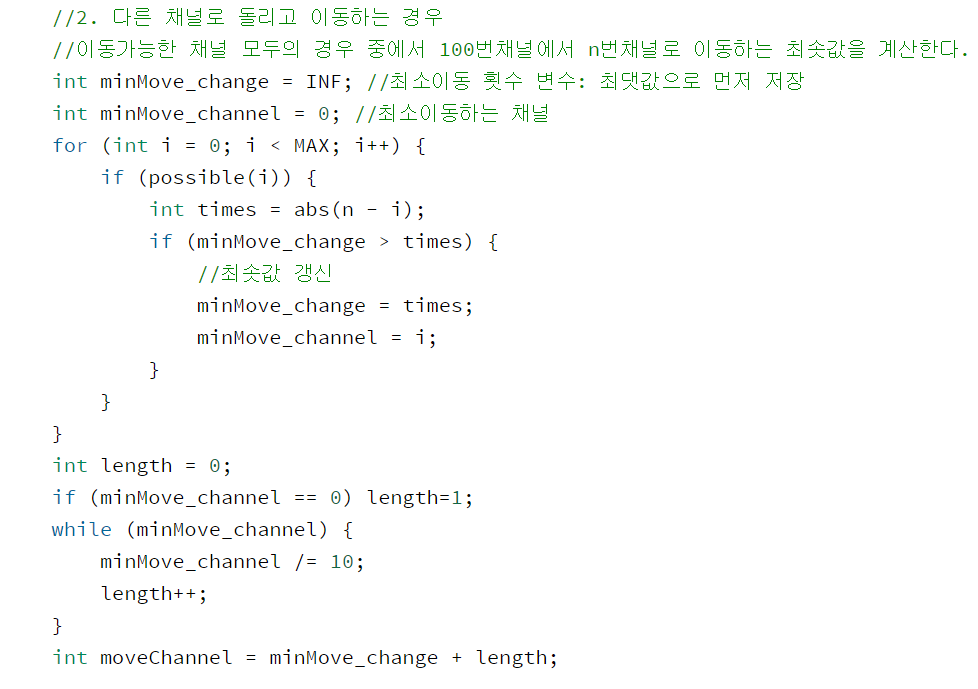 //2. 다른 채널로 돌리고 이동하는 경우
//이동가능한 채널 모두의 경우 중에서 100번채널에서 n번채널로 이동하는 최솟값을 계산한다.
int minMove_change = INF; //최소이동 횟수 변수: 최댓값으로 먼저 저장
int minMove_channel = 0; //최소이동하는 채널
for (int i = 0; i < MAX; i++) {
    if (possible(i)) {
        int times = abs(n - i);
        if (minMove_change > times) {
            //최솟값 갱신
            minMove_change = times;
            minMove_channel = i;
        }
    }
}
int length = 0;
if (minMove_channel == 0) length=1;
while (minMove_channel) {
    minMove_channel /= 10;
    length++;
}
int moveChannel = minMove_change + length;